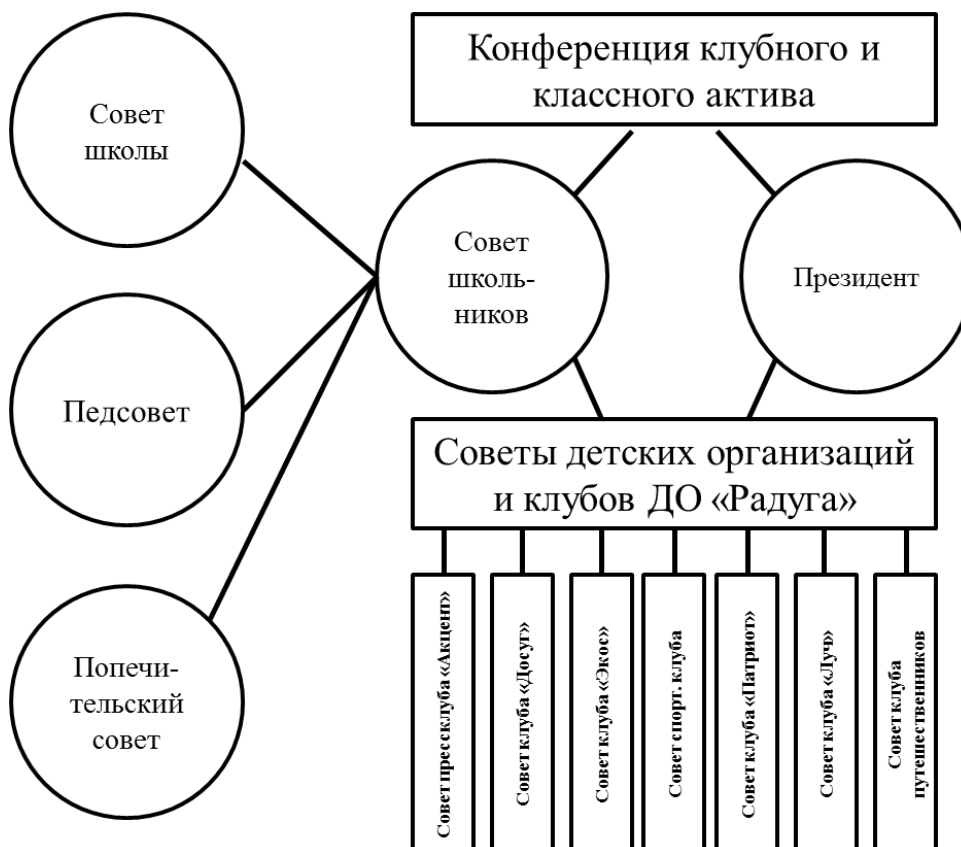 Конференция клубного и
классного актива
Совет
школы
Совет
школь-
ников
Президент
Педсовет
Советы детских организаций
и клубов ДО «Радуга»
Попечи-
тельский
совет
Совет прессклуба «Акцент»
Совет клуба «Досуг»
Совет клуба «Экос»
Совет спорт. клуба
Совет клуба «Патриот»
Совет клуба «Луч»
Совет клуба
путешественников